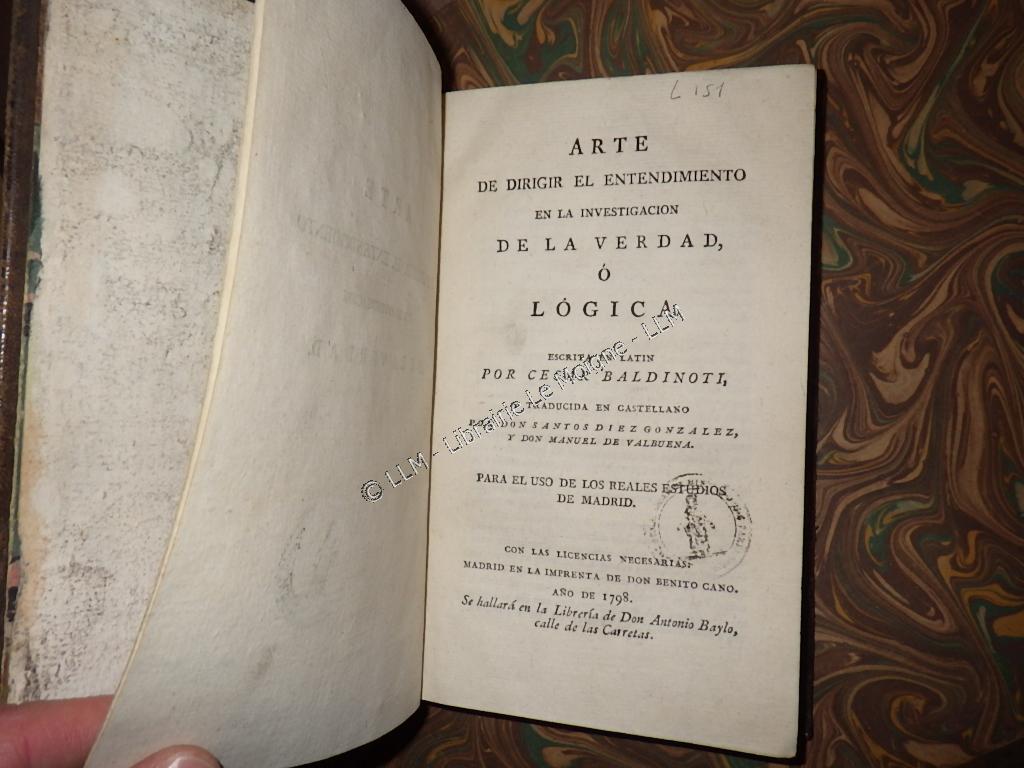 L 151
ARTE
DE DIRIGIR EL ENTENDIMIENTO
EN LA INVESTIGACION
DE LA VERDAD,
Ó
LÓGICA
ESCRITA EN LATIN
POR CESAR BALDINOTI,
TRADUCIDA EN CASTELLANO
POR DON SANTOS DIEZ GONZALEZ,
Y DON MANUEL DE VALBUENA.
PARA EL USO DE LOS REALES ESTUDIOS
DE MADRID.
CON LAS LICENCIAS NECESARIAS:
MADRID EN LA IMPRENTA DE DON BENITO CANO.
AÑO DE 1798.
Se hallará en la Librería de Don Antonio Baylo,
calle de las Carretas.
© LLM - Librairie Le Moigne - LLM